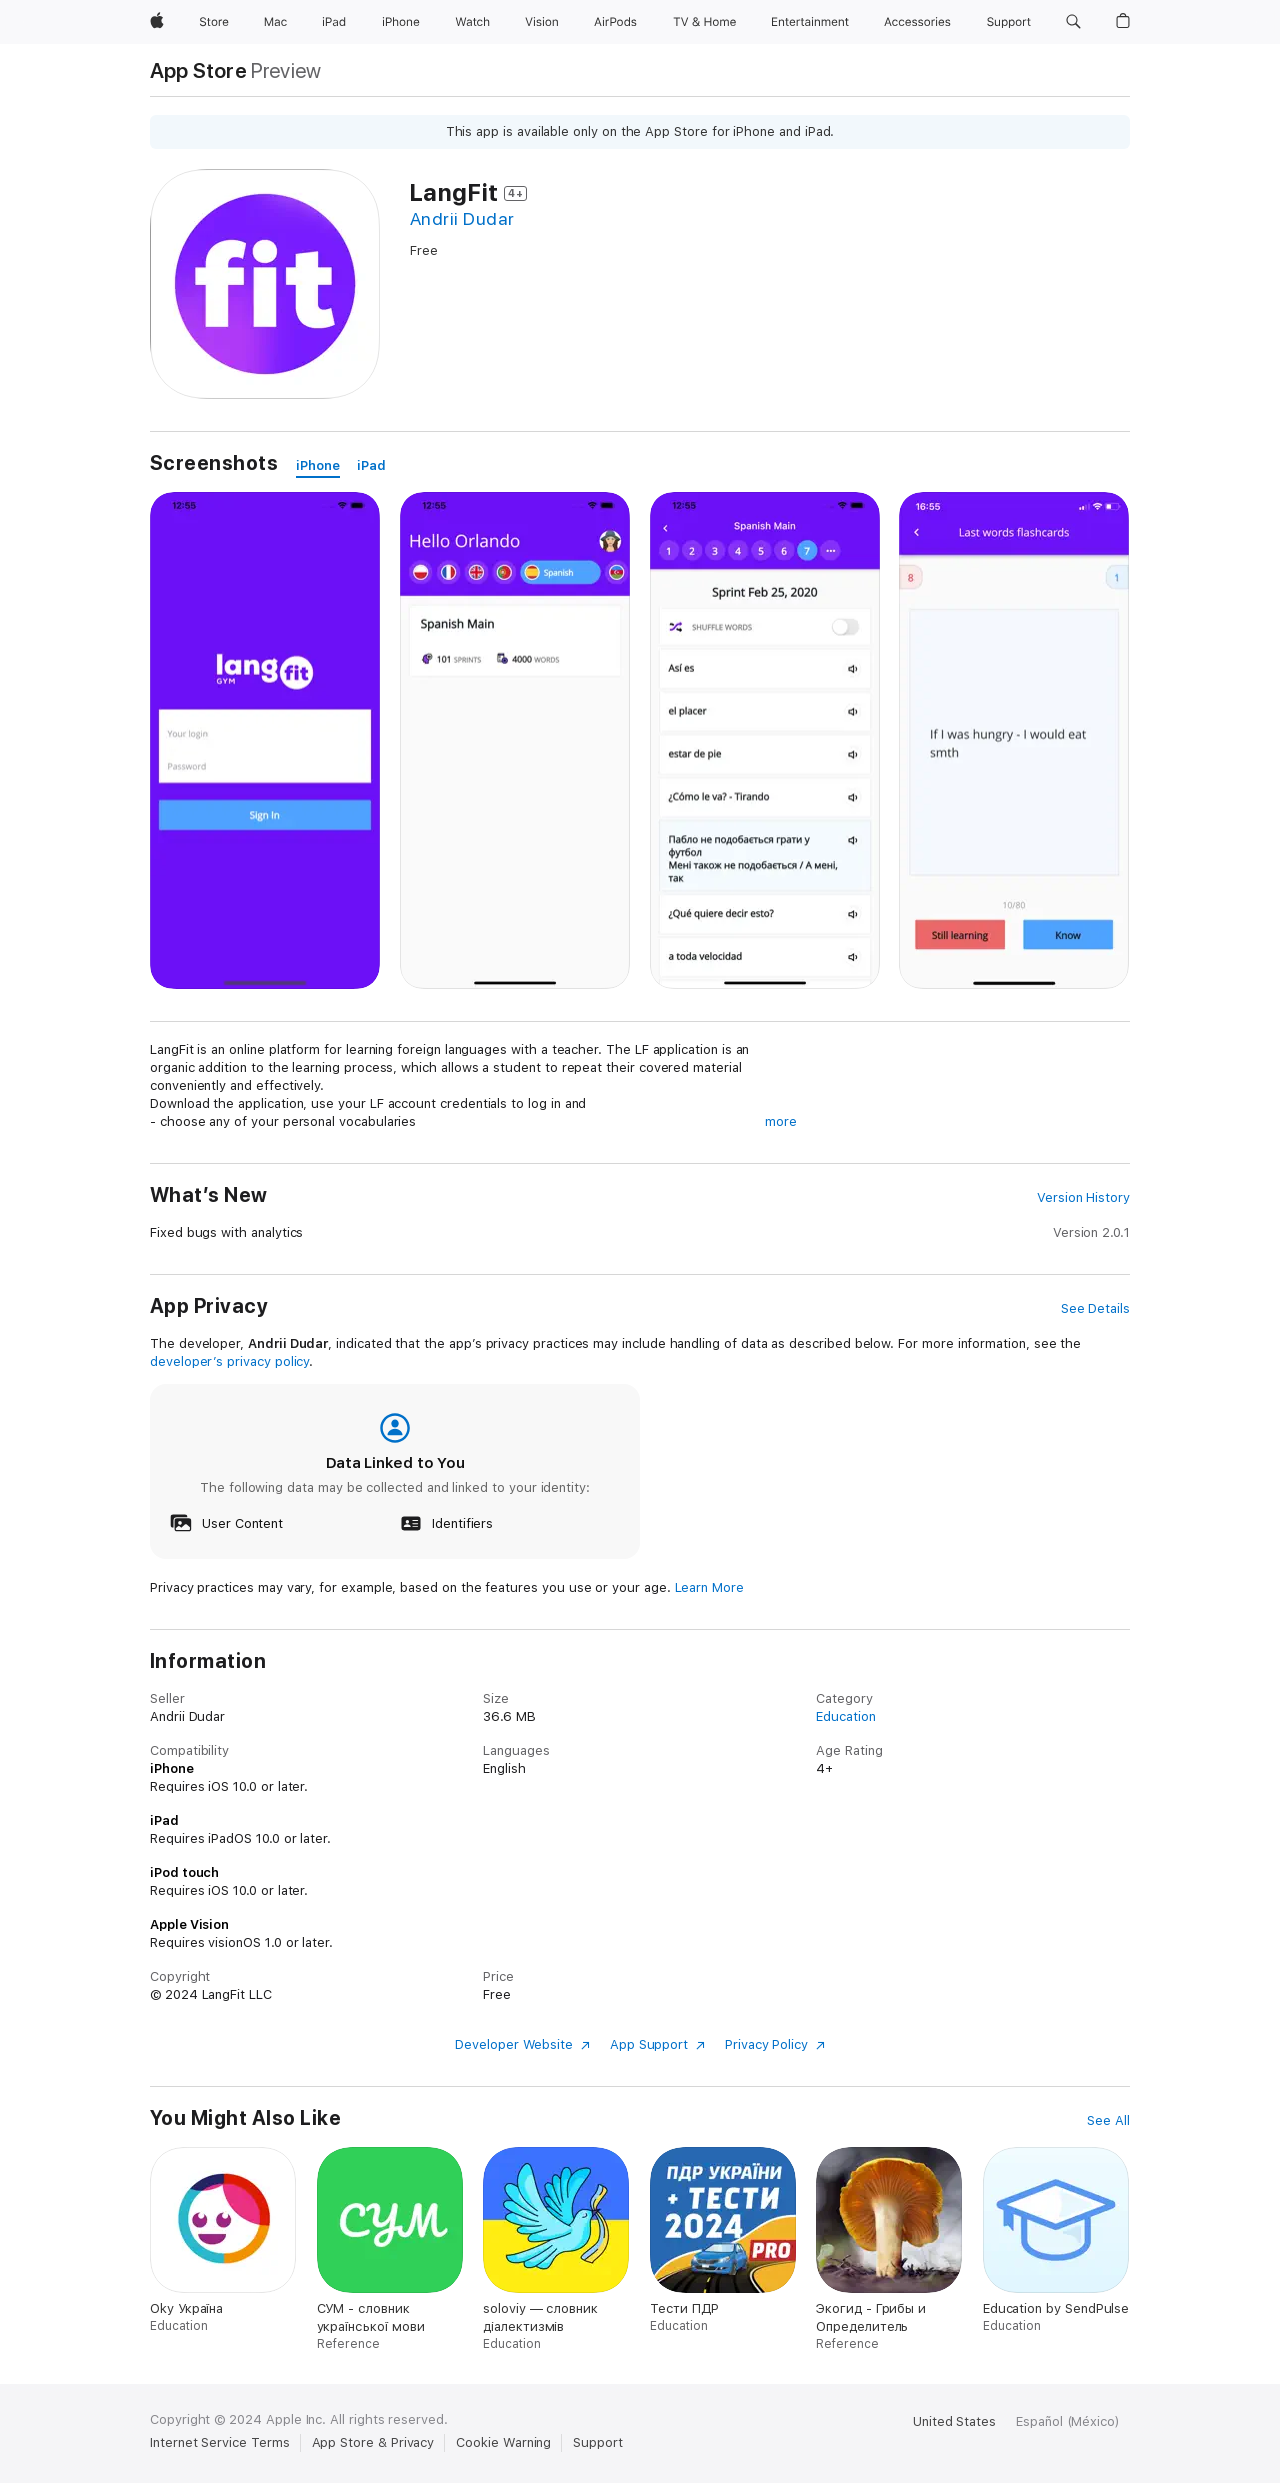 Store Mac iPad iPhone Watch Vision AirPods TV & Home Entertainment Accessories Support
App Store Preview
This app is available only on the App Store for iPhone and iPad.
fit
LangFit 4+
Andrii Dudar
Free
Screenshots iPhone iPad
12:55
lang fit
GYM
Your login
Password
Sign In
12:55
Hello Orlando
Spanish
Spanish Main
101 SPRINTS 4000 WORDS
12:55
Spanish Main
1 2 3 4 5 6 7 •••
Sprint Feb 25, 2020
SHUFFLE WORDS
Así es
el placer
estar de pie
¿Cómo le va? - Tirando
Пабло не подобається грати у
футбол
Мені також не подобається / А мені,
так
¿Qué quiere decir esto?
a toda velocidad
16:55
Last words flashcards
8 1
If I was hungry - I would eat
smth
10/80
Still learning Know
LangFit is an online platform for learning foreign languages with a teacher. The LF application is an
organic addition to the learning process, which allows a student to repeat their covered material
conveniently and effectively.
Download the application, use your LF account credentials to log in and
- choose any of your personal vocabularies more
What's New Version History
Fixed bugs with analytics Version 2.0.1
App Privacy See Details
The developer, Andrii Dudar, indicated that the app's privacy practices may include handling of data as described below. For more information, see the
developer's privacy policy.
Data Linked to You
The following data may be collected and linked to your identity:
User Content Identifiers
Privacy practices may vary, for example, based on the features you use or your age. Learn More
Information
Seller Size Category
Andrii Dudar 36.6 MB Education
Compatibility Languages Age Rating
iPhone English 4+
Requires iOS 10.0 or later.
iPad
Requires iPadOS 10.0 or later.
iPod touch
Requires iOS 10.0 or later.
Apple Vision
Requires visionOS 1.0 or later.
Copyright Price
© 2024 LangFit LLC Free
Developer Website App Support Privacy Policy
You Might Also Like See All
СУМ
ПДР УКРАЇНИ
+ ТЕСТИ
2024
PRO
Oky Україна
Education
СУМ - словник
української мови
Reference
soloviy — словник
діалектизмів
Education
Тести ПДР
Education
Экогид - Грибы и
Определитель
Reference
Education by SendPulse
Education
Copyright © 2024 Apple Inc. All rights reserved.
Internet Service Terms App Store & Privacy Cookie Warning Support
United States Español (México)